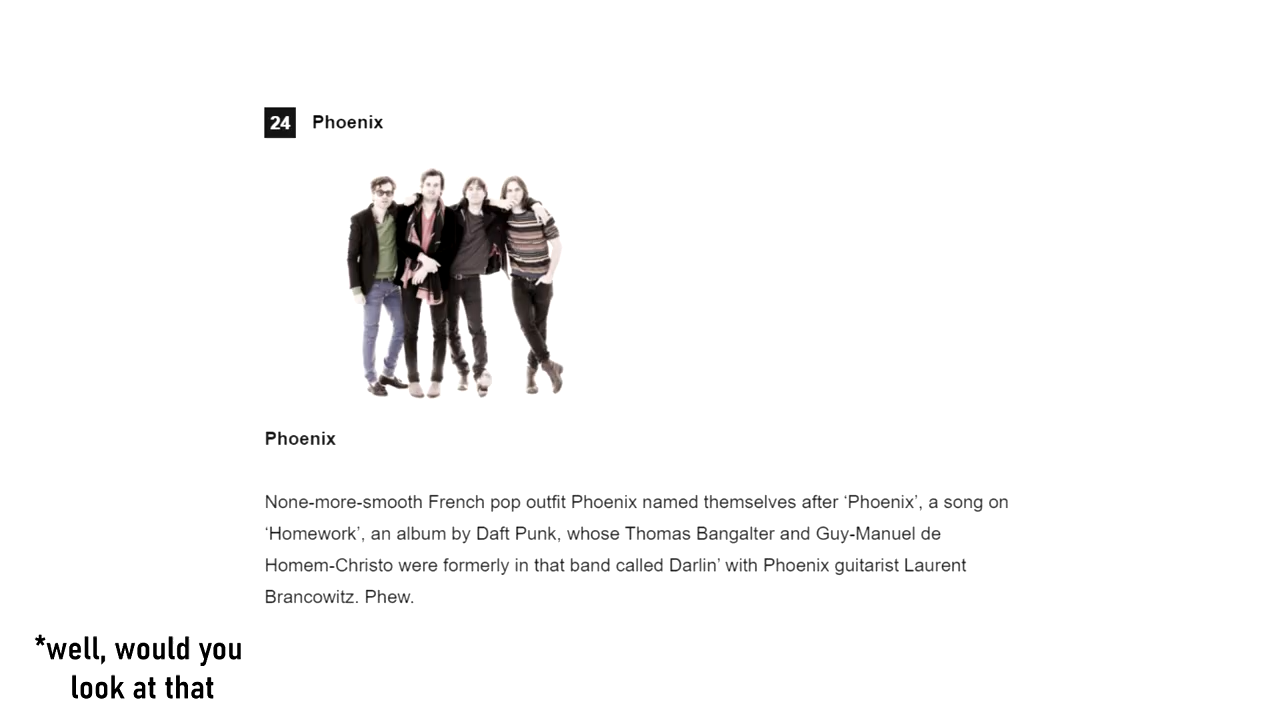 24 Phoenix
Phoenix
None-more-smooth French pop outfit Phoenix named themselves after ‘Phoenix’, a song on
‘Homework’, an album by Daft Punk, whose Thomas Bangalter and Guy-Manuel de
Homem-Christo were formerly in that band called Darlin’ with Phoenix guitarist Laurent
Brancowitz. Phew.
*well, would you
look at that